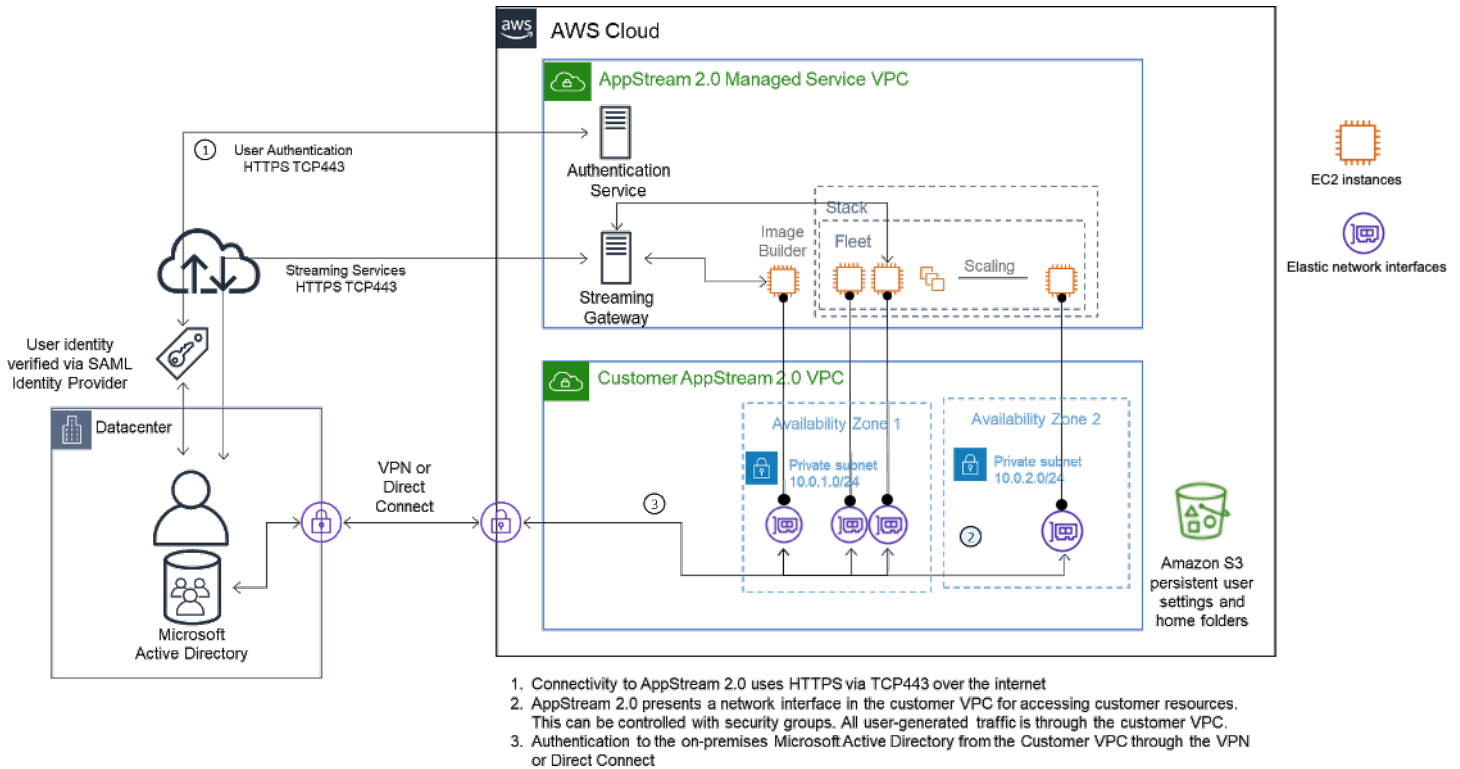 aws
AWS Cloud
AppStream 2.0 Managed Service VPC
1
User Authentication
HTTPS TCP443
Authentication
Service
EC2 instances
Stack
Image
Builder
Fleet
Scaling
Elastic network interfaces
Streaming Services
HTTPS TCP443
Streaming
Gateway
User identity
verified via SAML
Identity Provider
Customer AppStream 2.0 VPC
Datacenter
Availability Zone 1
Availability Zone 2
Private subnet
10.0.1.0/24
Private subnet
10.0.2.0/24
VPN or
Direct
Connect
3
2
Amazon S3
persistent user
settings and
home folders
Microsoft
Active Directory
1. Connectivity to AppStream 2.0 uses HTTPS via TCP443 over the internet
2. AppStream 2.0 presents a network interface in the customer VPC for accessing customer resources.
This can be controlled with security groups. All user-generated traffic is through the customer VPC.
3. Authentication to the on-premises Microsoft Active Directory from the Customer VPC through the VPN
or Direct Connect